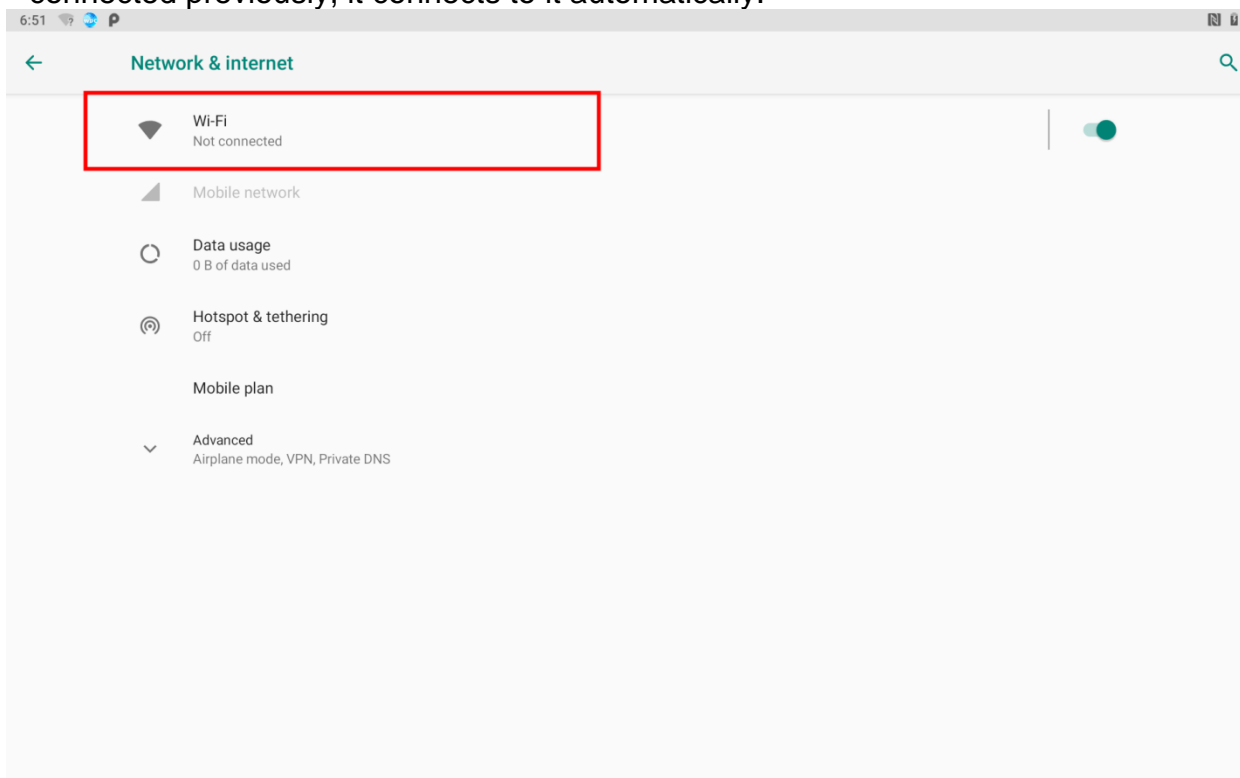 connected previously, it connects to it automatically.
6:51
Network & internet
Wi-Fi
Not connected
Mobile network
Data usage
0 B of data used
Hotspot & tethering
Off
Mobile plan
Advanced
Airplane mode, VPN, Private DNS